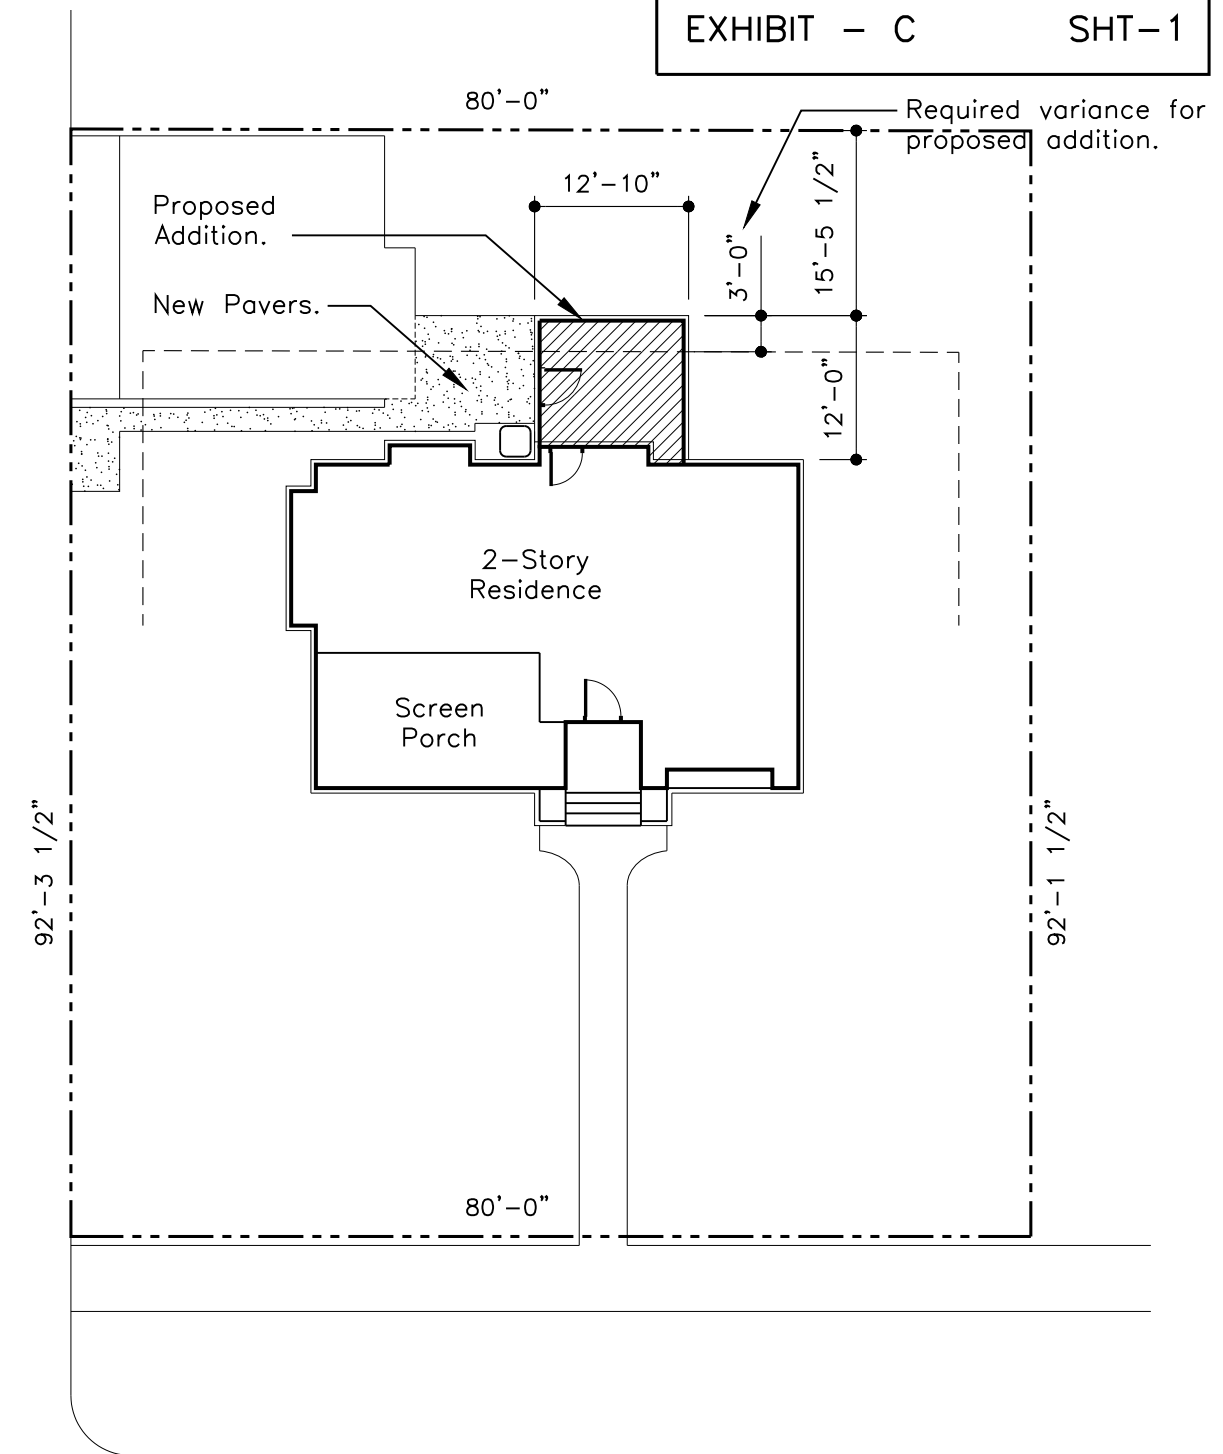 EXHIBIT - C SHT-1
80'-0"
Required variance for
proposed addition.
12'-10"
15'-5 1/2"
3'-0"
Proposed
Addition.
New Pavers.
12'-0"
2-Story
Residence
Screen
Porch
92'-3 1/2"
92'-1 1/2"
80'-0"